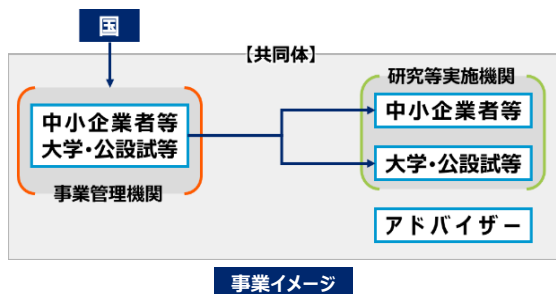 国
【共同体】
中小企業者等
大学・公設試等
事業管理機関
研究等実施機関
中小企業者等
大学・公設試等
アドバイザー
事業イメージ